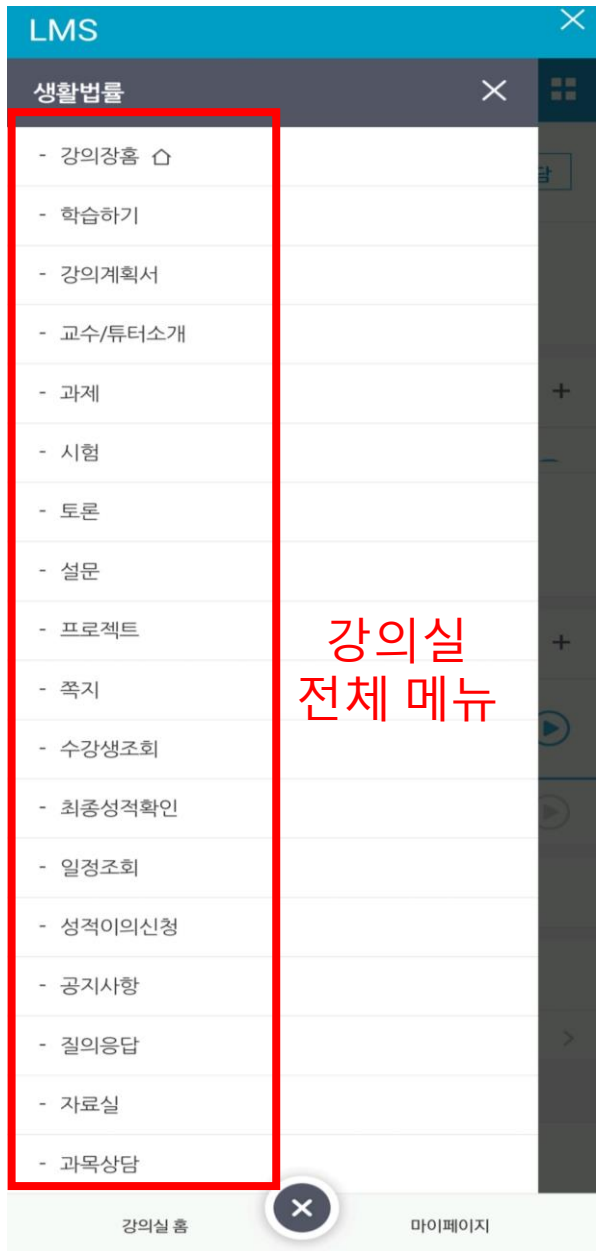 LMS
생활법률
- 강의장홈
- 학습하기
- 강의계획서
- 교수/튜터소개
- 과제
- 시험
- 토론
- 설문
- 프로젝트
- 쪽지
- 수강생조회
- 최종성적확인
- 일정조회
- 성적이의신청
- 공지사항
- 질의응답
- 자료실
- 과목상담
강의실
전체 메뉴
담
강의실 홈
마이페이지